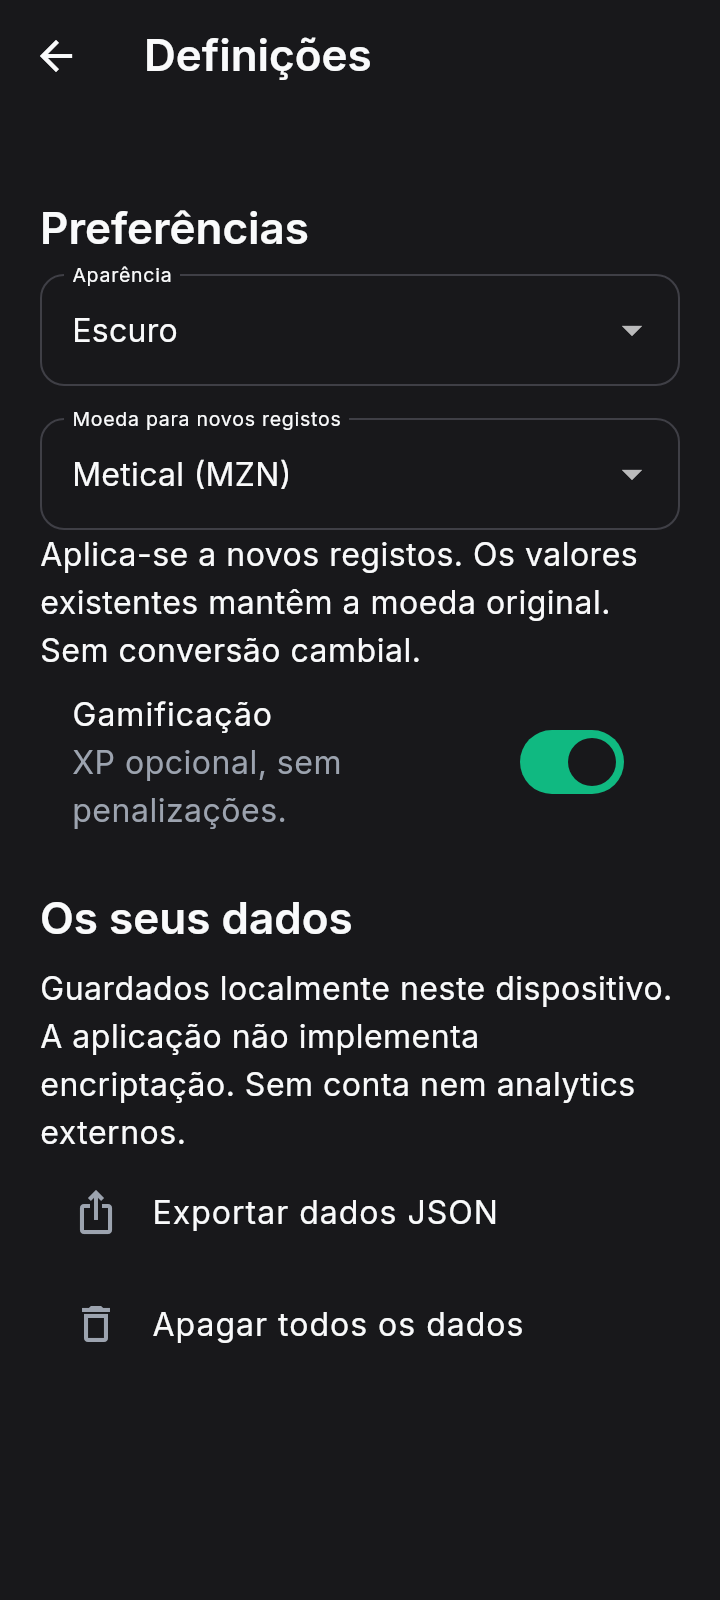 Definições
Preferências
Aparência
Escuro
Moeda para novos registos
Metical (MZN)
Aplica-se a novos registos. Os valores
existentes mantêm a moeda original.
Sem conversão cambial.
Gamificação
XP opcional, sem
penalizações.
Os seus dados
Guardados localmente neste dispositivo.
A aplicação não implementa
encriptação. Sem conta nem analytics
externos.
Exportar dados JSON
Apagar todos os dados